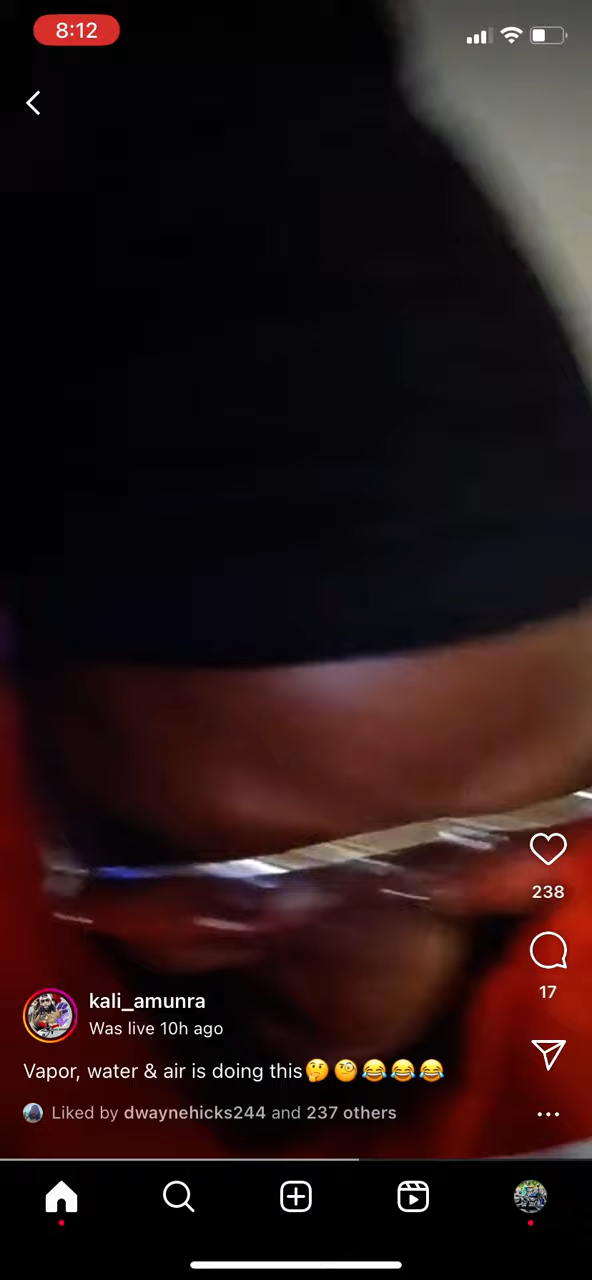 8:12
238
17
kali_amunra
Was live 10h ago
Vapor, water & air is doing this🤔 🧐😂😂😂
Liked by dwaynehicks244 and 237 others